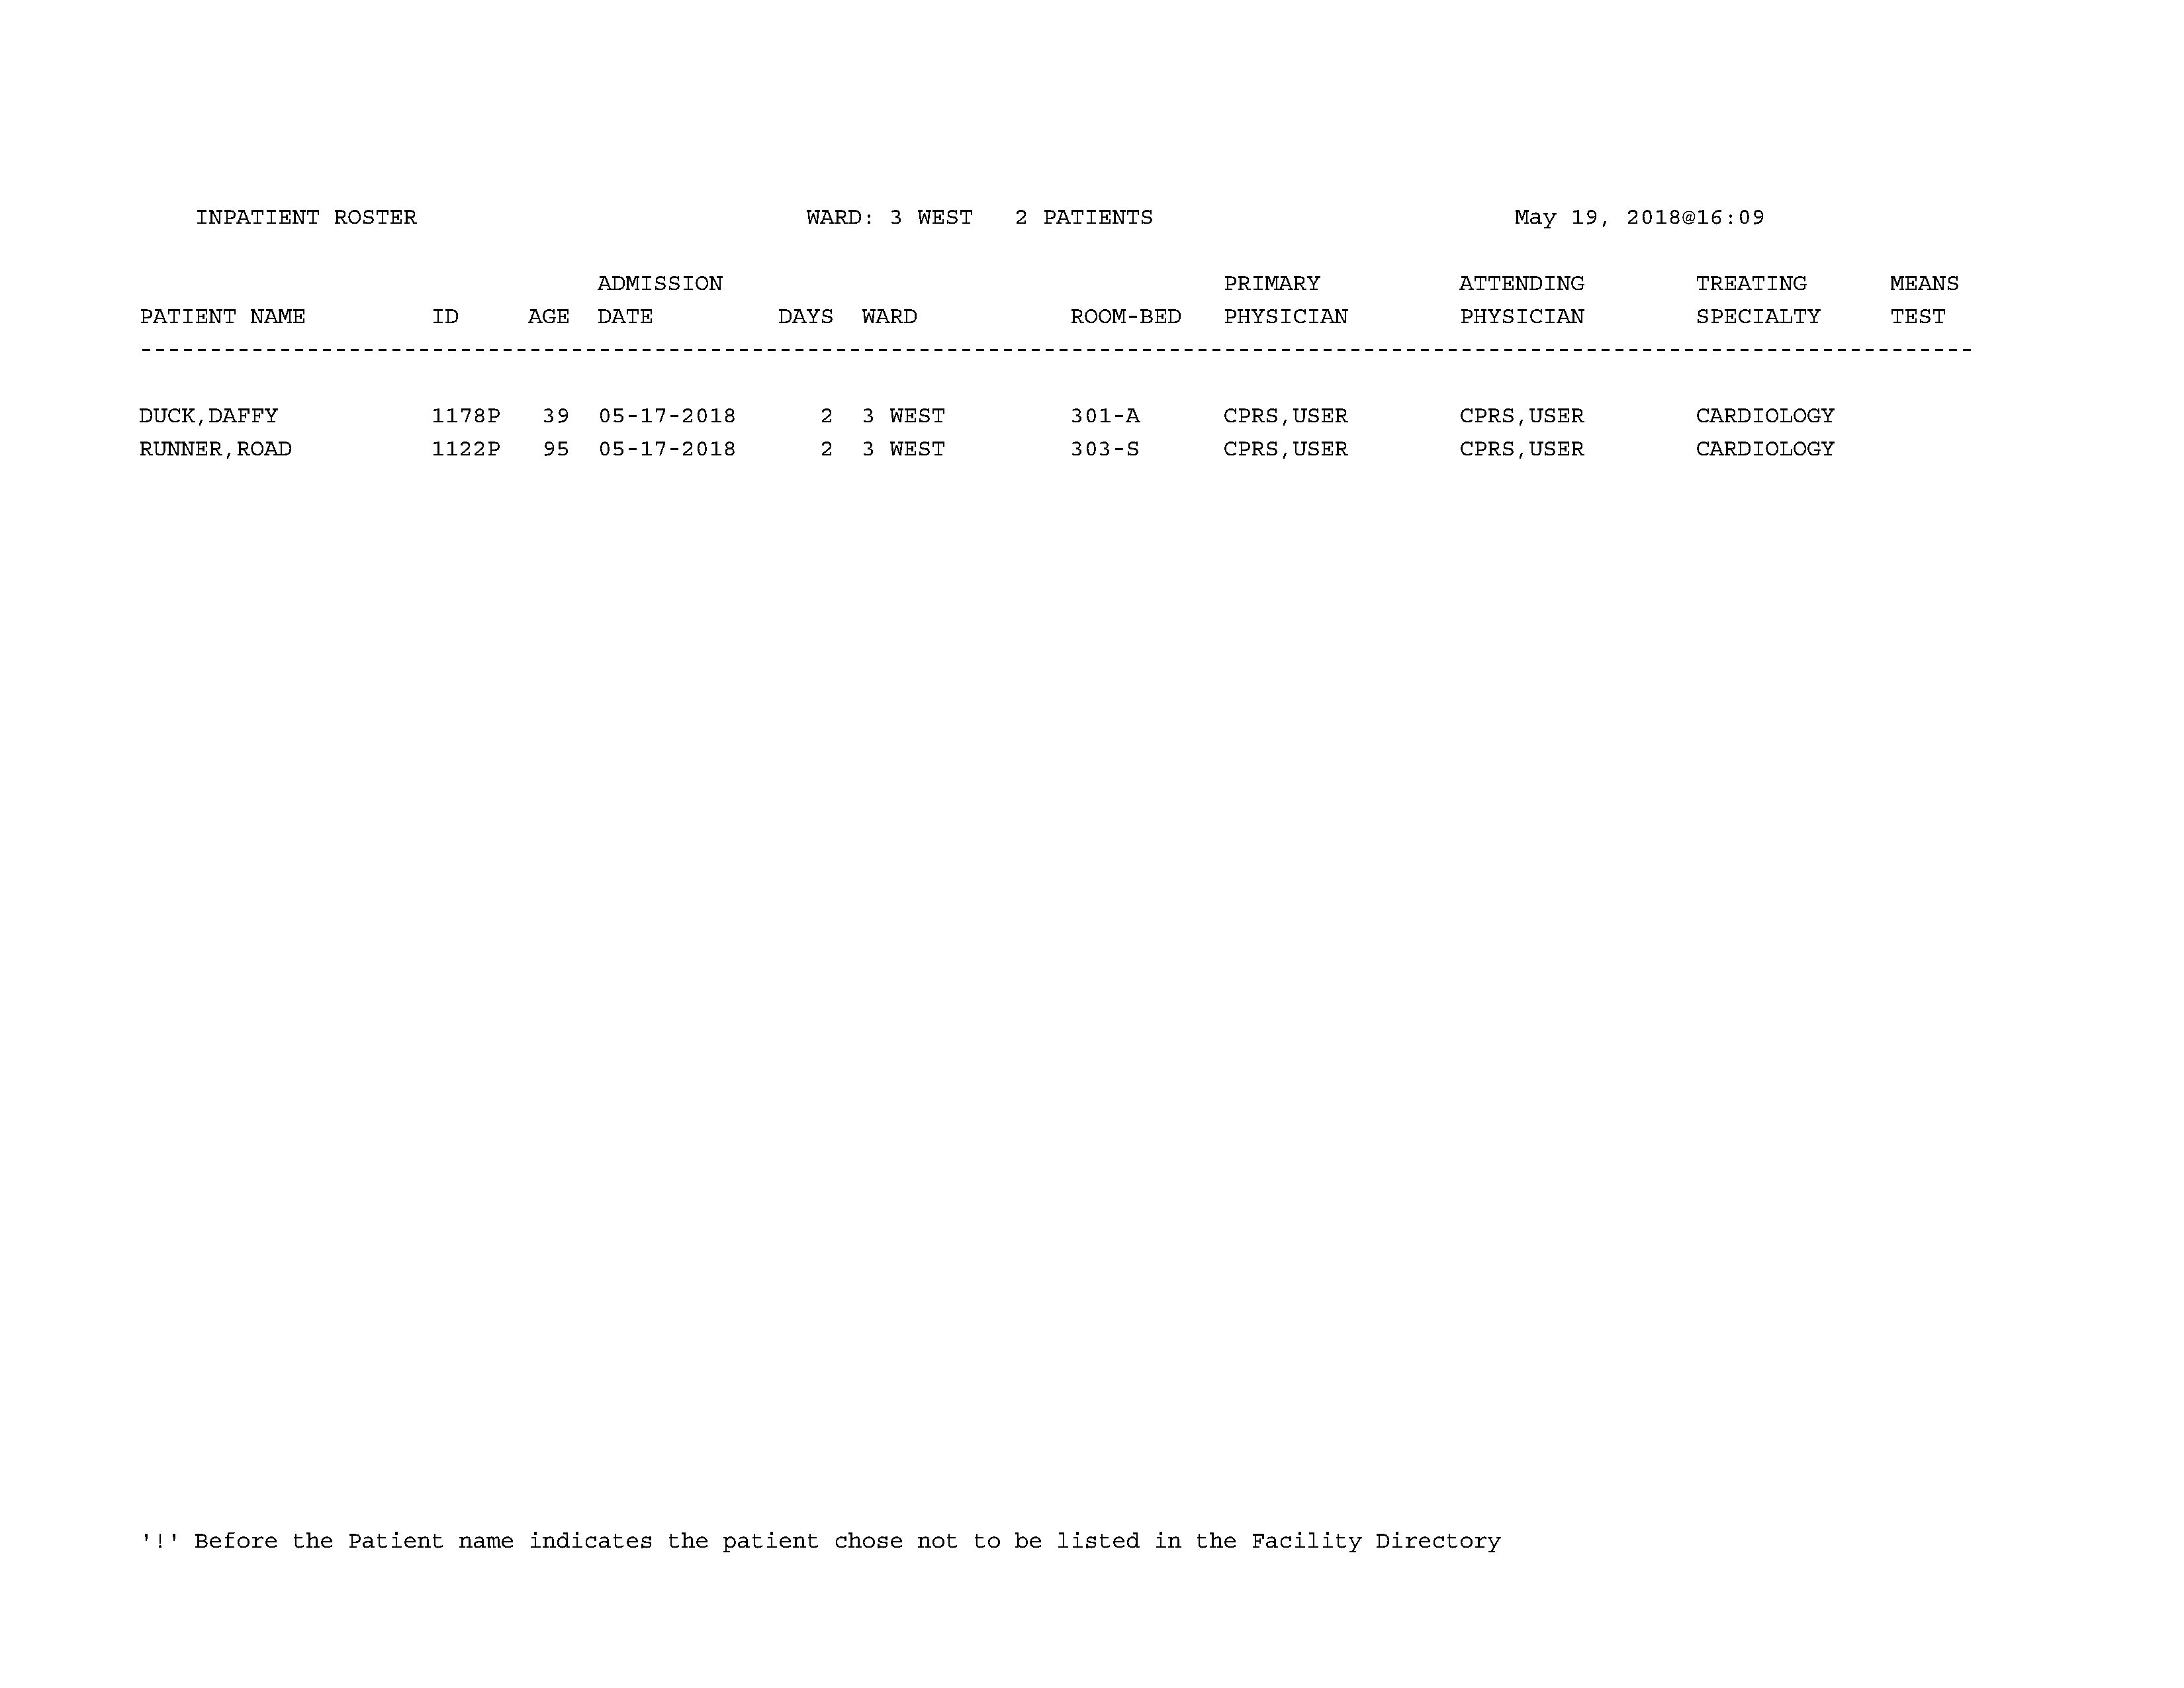 INPATIENT ROSTER WARD: 3 WEST 2 PATIENTS May 19, 2018@16:09
ADMISSION PRIMARY ATTENDING TREATING MEANS
PATIENT NAME ID AGE DATE DAYS WARD ROOM-BED PHYSICIAN PHYSICIAN SPECIALTY TEST
------------------------------------------------------------------------------------------------------------------------------------
DUCK,DAFFY 1178P 39 05-17-2018 2 3 WEST 301-A CPRS,USER CPRS,USER CARDIOLOGY
RUNNER,ROAD 1122P 95 05-17-2018 2 3 WEST 303-S CPRS,USER CPRS,USER CARDIOLOGY
'!' Before the Patient name indicates the patient chose not to be listed in the Facility Directory